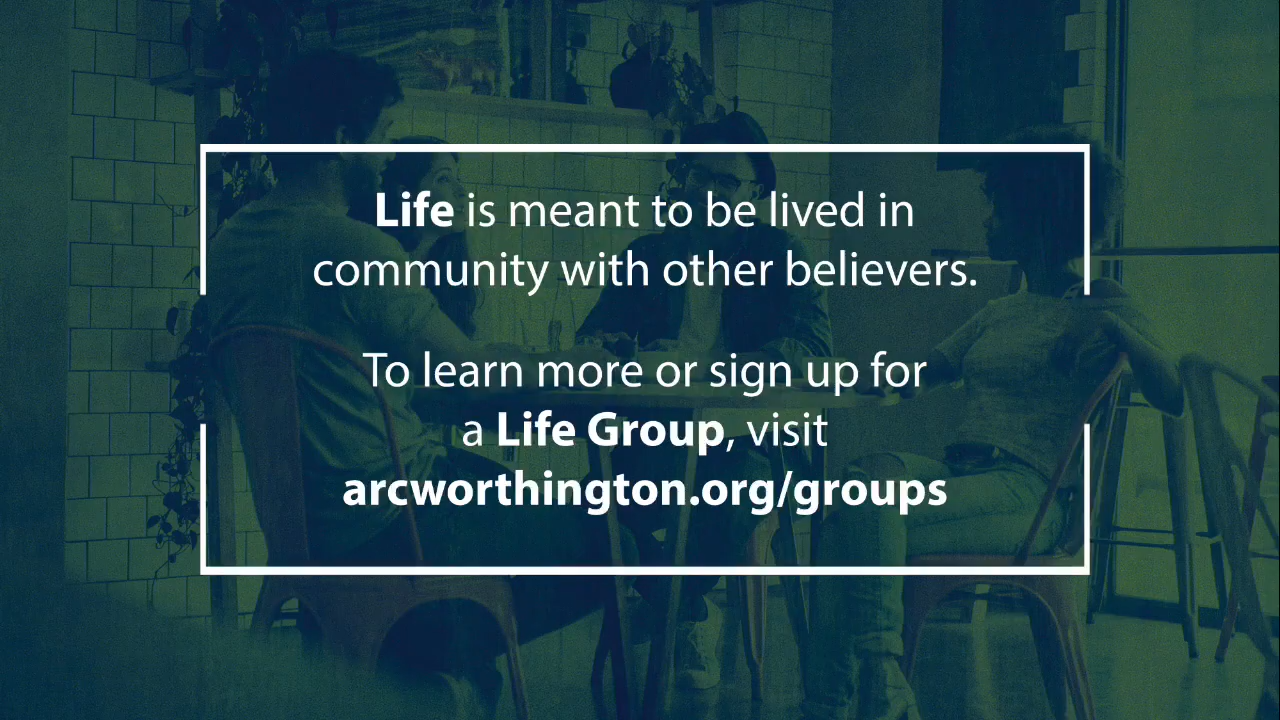 Life is meant to be lived in
community with other believers.
To learn more or sign up for
a Life Group, visit
arcworthington.org/groups